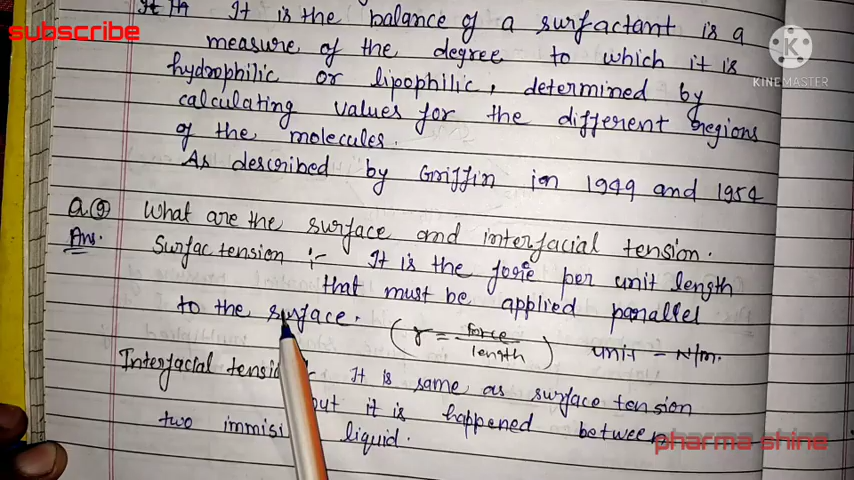 subscribe
It is the balance of a surfactant is a
measure of the degree to which it is
hydrophilic or lipophilic, determined by
calculating values for the different regions
of the molecules.
As described by Griffin in 1949 and 1954
Q⑨ What are the surface and interfacial tension.
Ans. Surfac tension :- It is the force per unit length
that must be applied parallel
to the surface. (γ = force / length) unit = N/m.
Interfacial It is same as surface tension
but it is happened between
two liquid.
KINEMASTER
pharma shine